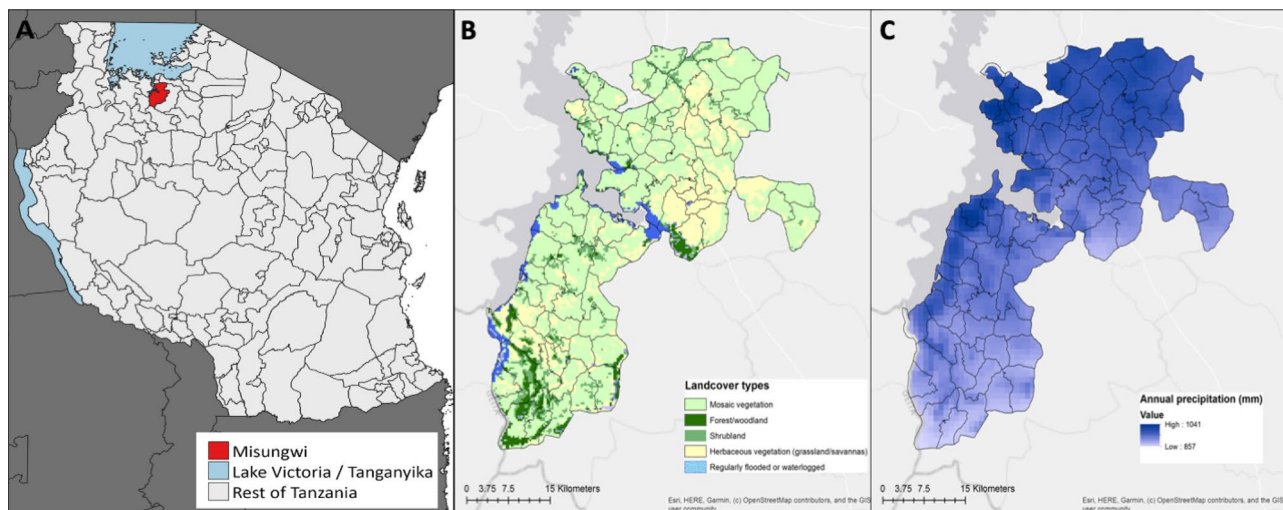 A
Misungwi
Lake Victoria / Tanganyika
Rest of Tanzania
B
Landcover types
Mosaic vegetation
Forest/woodland
Shrubland
Herbaceous vegetation (grassland/savannas)
Regularly flooded or waterlogged
0 3.75 7.5 15 Kilometers
Esri, HERE, Garmin, (c) OpenStreetMap contributors, and the GIS
user community
C
Annual precipitation (mm)
Value
High : 1041
Low : 857
0 3.75 7.5 15 Kilometers
Esri, HERE, Garmin, (c) OpenStreetMap contributors, and the GIS
user community